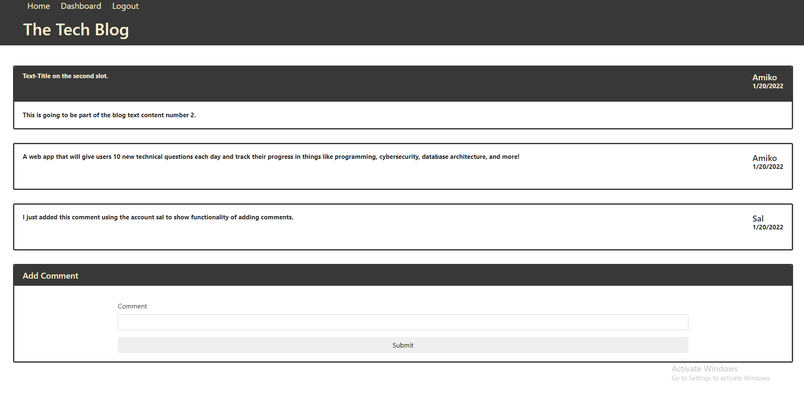 Home Dashboard Logout
The Tech Blog
Text-Title on the second slot.
Amiko
1/20/2022
This is going to be part of the blog text content number 2.
A web app that will give users 10 new technical questions each day and track their progress in things like programming, cybersecurity, database architecture, and more!
Amiko
1/20/2022
I just added this comment using the account sal to show functionality of adding comments.
Sal
1/20/2022
Add Comment
Comment
Submit
Activate Windows
Go to Settings to activate Windows.